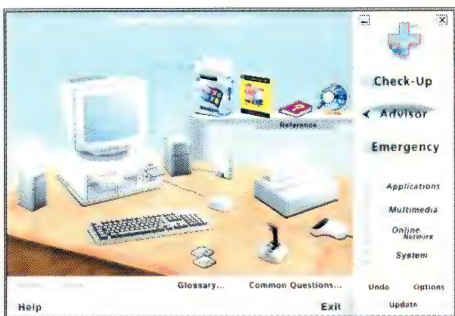 Check-Up
Advisor
Reference
Emergency
Applications
Multimedia
Online
Network
System
Glossary...
Common Questions...
Undo
Options
Help
Exit
Update